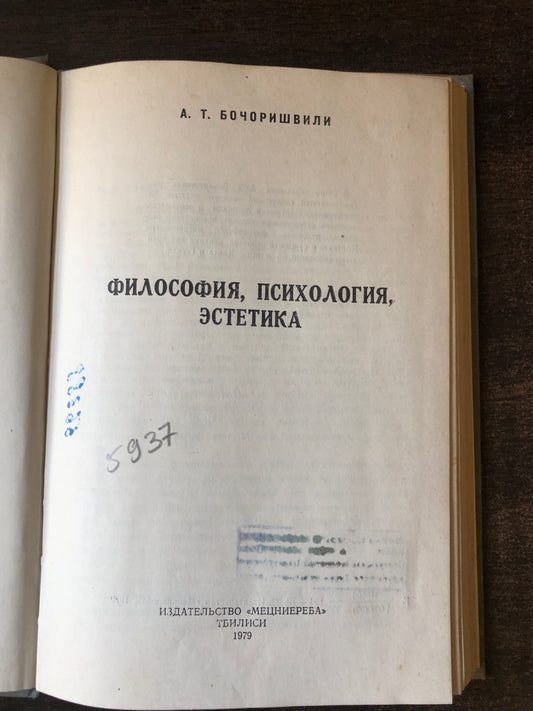 А. Т. БОЧОРИШВИЛИ
ФИЛОСОФИЯ, ПСИХОЛОГИЯ,
ЭСТЕТИКА
5937
ИЗДАТЕЛЬСТВО «МЕЦНИЕРЕБА»
ТБИЛИСИ
1979